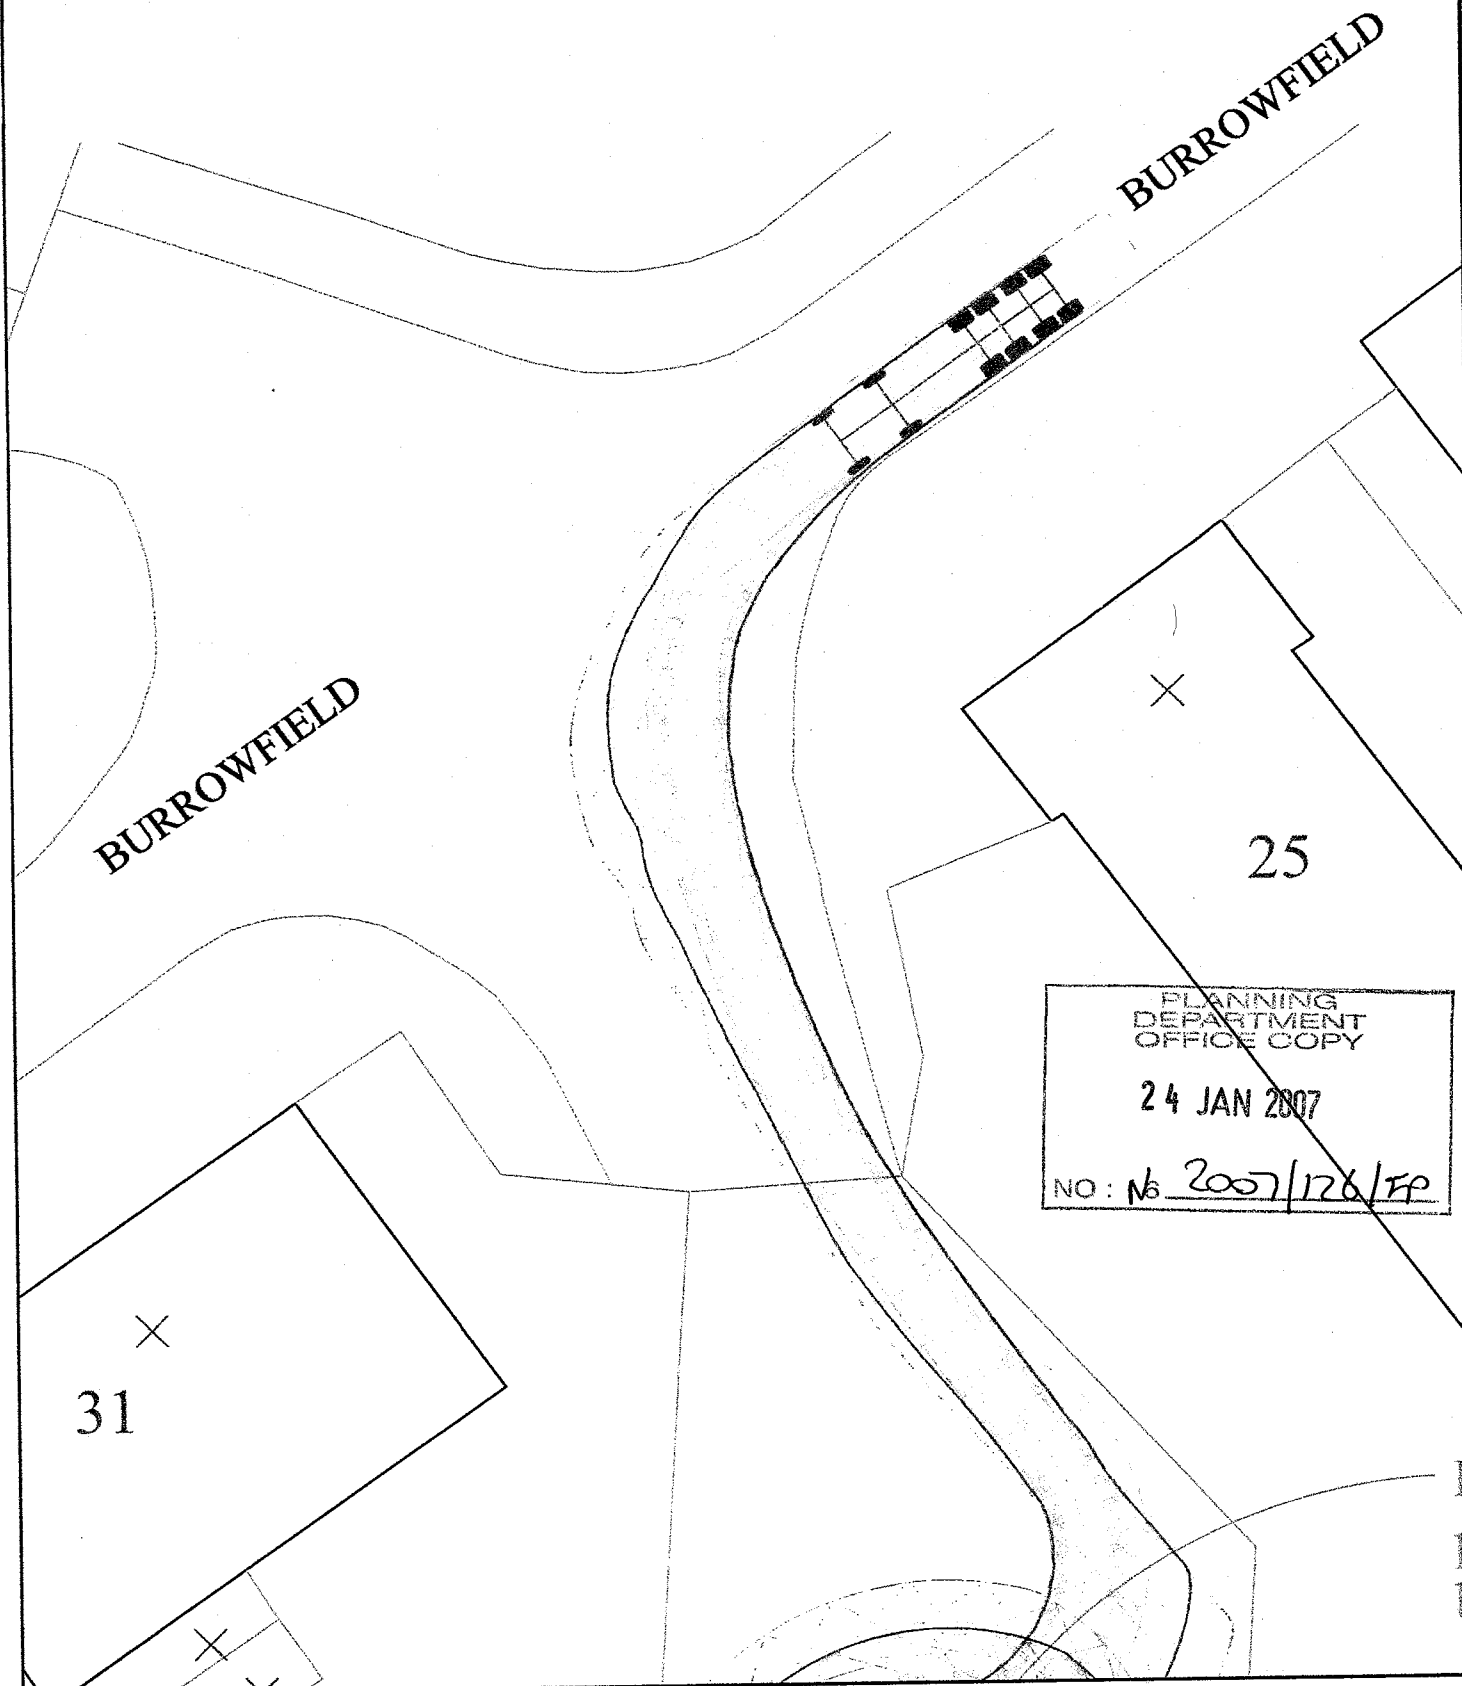 BURROWFIELD
BURROWFIELD
25
PLANNING
DEPARTMENT
OFFICE COPY
24 JAN 2007
NO: No 2007/126/FP
31